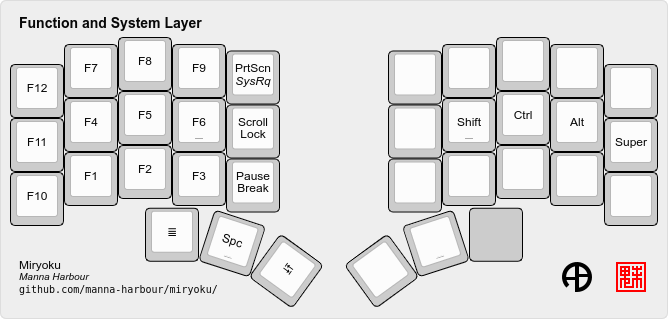 Function and System Layer
F12
F7
F8
F9
PrtScn
SysRq
F11
F4
F5
F6
Scroll
Lock
Shift
Ctrl
Alt
Super
F10
F1
F2
F3
Pause
Break
Spc
Miryoku
Manna Harbour
github.com/manna-harbour/miryoku/